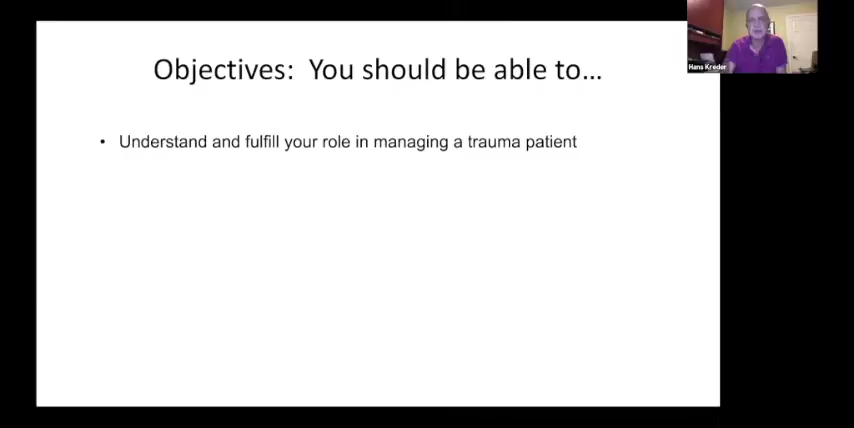 Objectives:  You should be able to…
• Understand and fulfill your role in managing a trauma patient
Hans Kreder